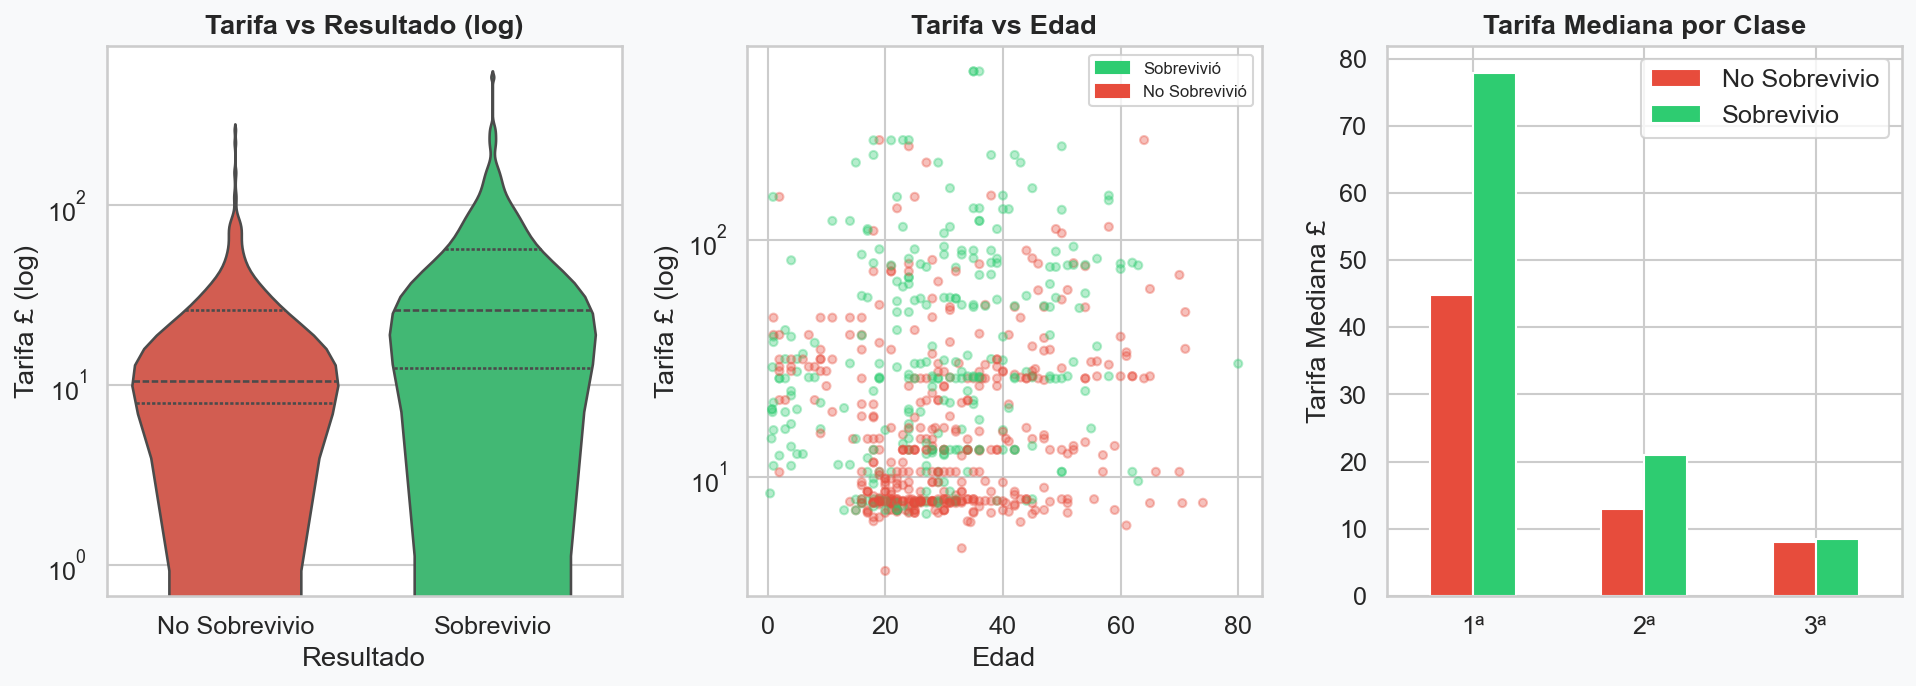 Tarifa vs Resultado (log)
Tarifa £ (log)
10²
10¹
10⁰
No Sobrevivio
Sobrevivio
Resultado
Tarifa vs Edad
Sobrevivió
No Sobrevivió
Tarifa £ (log)
10²
10¹
0
20
40
60
80
Edad
Tarifa Mediana por Clase
No Sobrevivio
Sobrevivio
Tarifa Mediana £
80
70
60
50
40
30
20
10
0
1ª
2ª
3ª